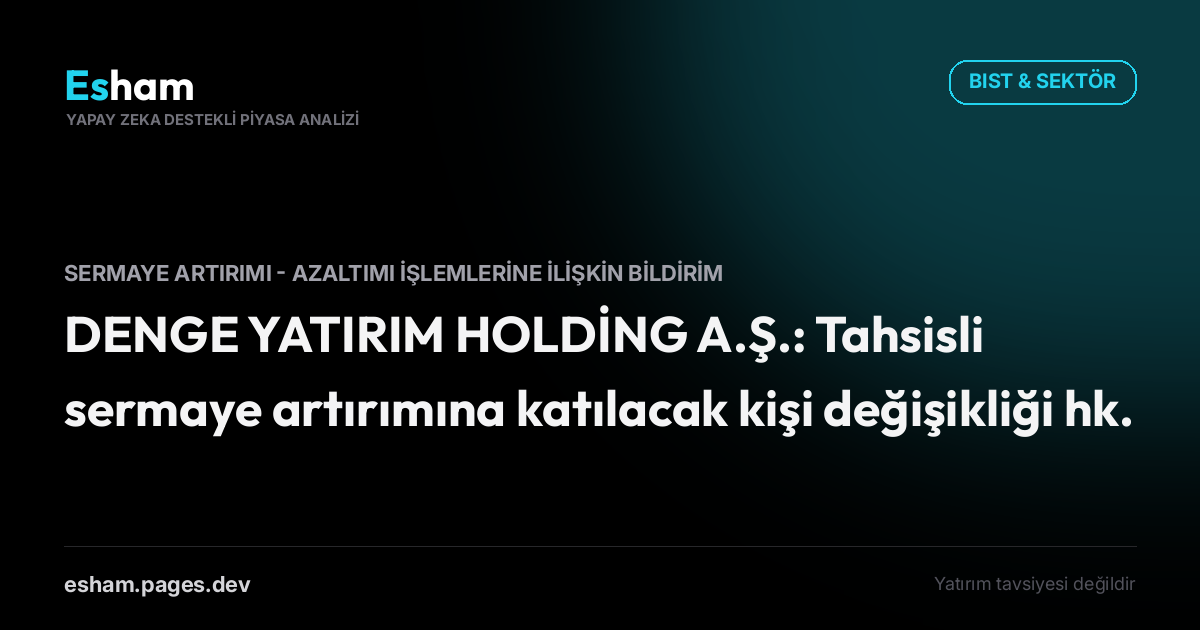 Esham
YAPAY ZEKA DESTEKLİ PİYASA ANALİZİ
BIST & SEKTÖR
SERMAYE ARTIRIMI - AZALTIMI İŞLEMLERİNE İLİŞKİN BİLDİRİM
DENGE YATIRIM HOLDİNG A.Ş.: Tahsisli
sermaye artırımına katılacak kişi değişikliği hk.
esham.pages.dev
Yatırım tavsiyesi değildir